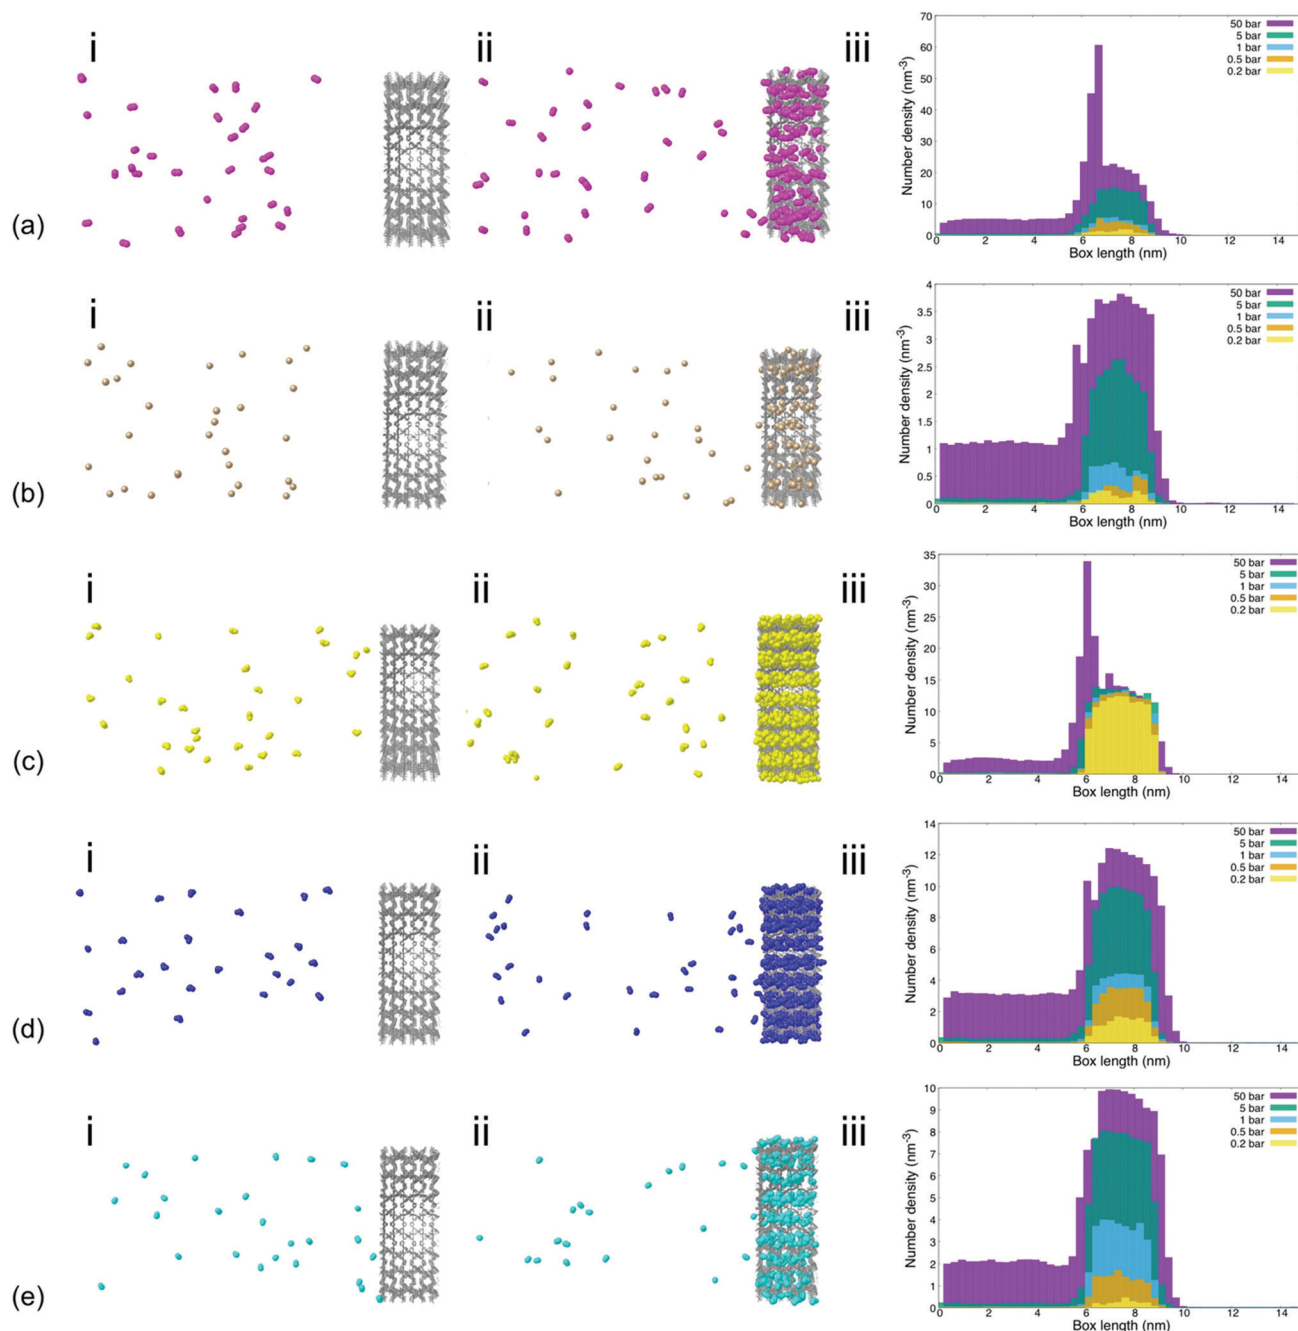 i
ii
iii
(a)
70
60
50
40
30
20
10
0
Number density (nm-3)
50 bar
5 bar
1 bar
0.5 bar
0.2 bar
0 2 4 6 8 10 12 14
Box length (nm)
i
ii
iii
(b)
4
3.5
3
2.5
2
1.5
1
0.5
0
Number density (nm-3)
50 bar
5 bar
1 bar
0.5 bar
0.2 bar
0 2 4 6 8 10 12 14
Box length (nm)
i
ii
iii
(c)
35
30
25
20
15
10
5
0
Number density (nm-3)
50 bar
5 bar
1 bar
0.5 bar
0.2 bar
0 2 4 6 8 10 12 14
Box length (nm)
i
ii
iii
(d)
14
12
10
8
6
4
2
0
Number density (nm-3)
50 bar
5 bar
1 bar
0.5 bar
0.2 bar
0 2 4 6 8 10 12 14
Box length (nm)
i
ii
iii
(e)
10
9
8
7
6
5
4
3
2
1
0
Number density (nm-3)
50 bar
5 bar
1 bar
0.5 bar
0.2 bar
0 2 4 6 8 10 12 14
Box length (nm)